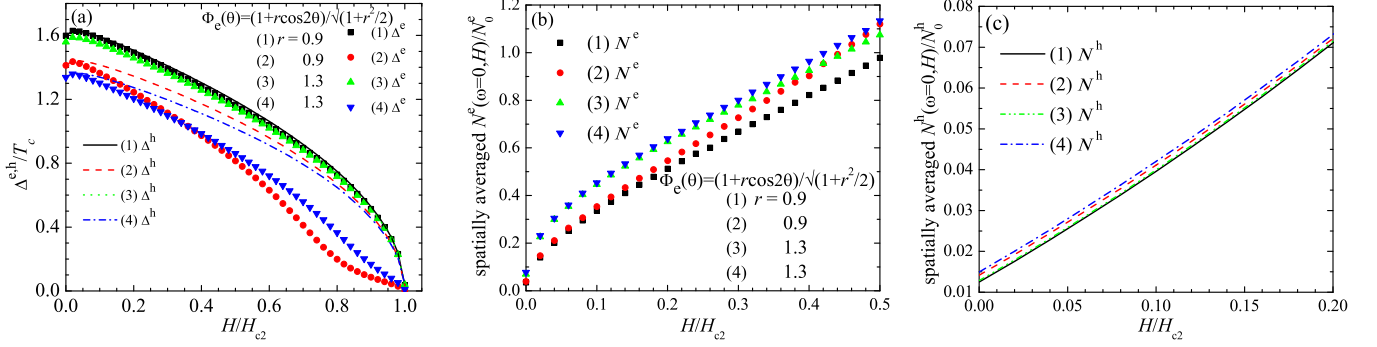 (a)
Φe(θ)=(1+rcos2θ)/√(1+r²/2)
(1) r = 0.9
(2) 0.9
(3) 1.3
(4) 1.3
(1) Δᵉ
(2) Δᵉ
(3) Δᵉ
(4) Δᵉ
(1) Δʰ
(2) Δʰ
(3) Δʰ
(4) Δʰ
Δᵉ,ʰ/Tc
1.6
1.2
0.8
0.4
0.0
0.0 0.2 0.4 0.6 0.8 1.0
H/Hc2
(b)
(1) Nᵉ
(2) Nᵉ
(3) Nᵉ
(4) Nᵉ
Φe(θ)=(1+rcos2θ)/√(1+r²/2)
(1) r = 0.9
(2) 0.9
(3) 1.3
(4) 1.3
spatially averaged Nᵉ(ω=0,H)/N₀ᵉ
1.2
1.0
0.8
0.6
0.4
0.2
0.0
0.0 0.1 0.2 0.3 0.4 0.5
H/Hc2
(c)
(1) Nʰ
(2) Nʰ
(3) Nʰ
(4) Nʰ
spatially averaged Nʰ(ω=0,H)/N₀ʰ
0.08
0.07
0.06
0.05
0.04
0.03
0.02
0.01
0.00 0.05 0.10 0.15 0.20
H/Hc2